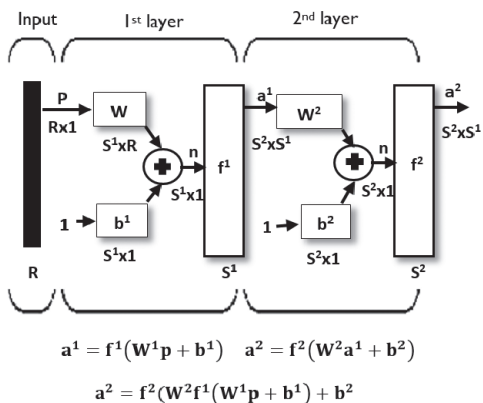 Input 1st layer 2nd layer
P a¹ a²
W W²
Rx1 S²xS¹ S²xS¹
S¹xR n n
f¹ f²
S¹x1 S²x1
1 b¹ 1 b²
S¹x1 S²x1
R S¹ S²
a¹ = f¹(W¹p + b¹) a² = f²(W²a¹ + b²)
a² = f²(W²f¹(W¹p + b¹) + b²